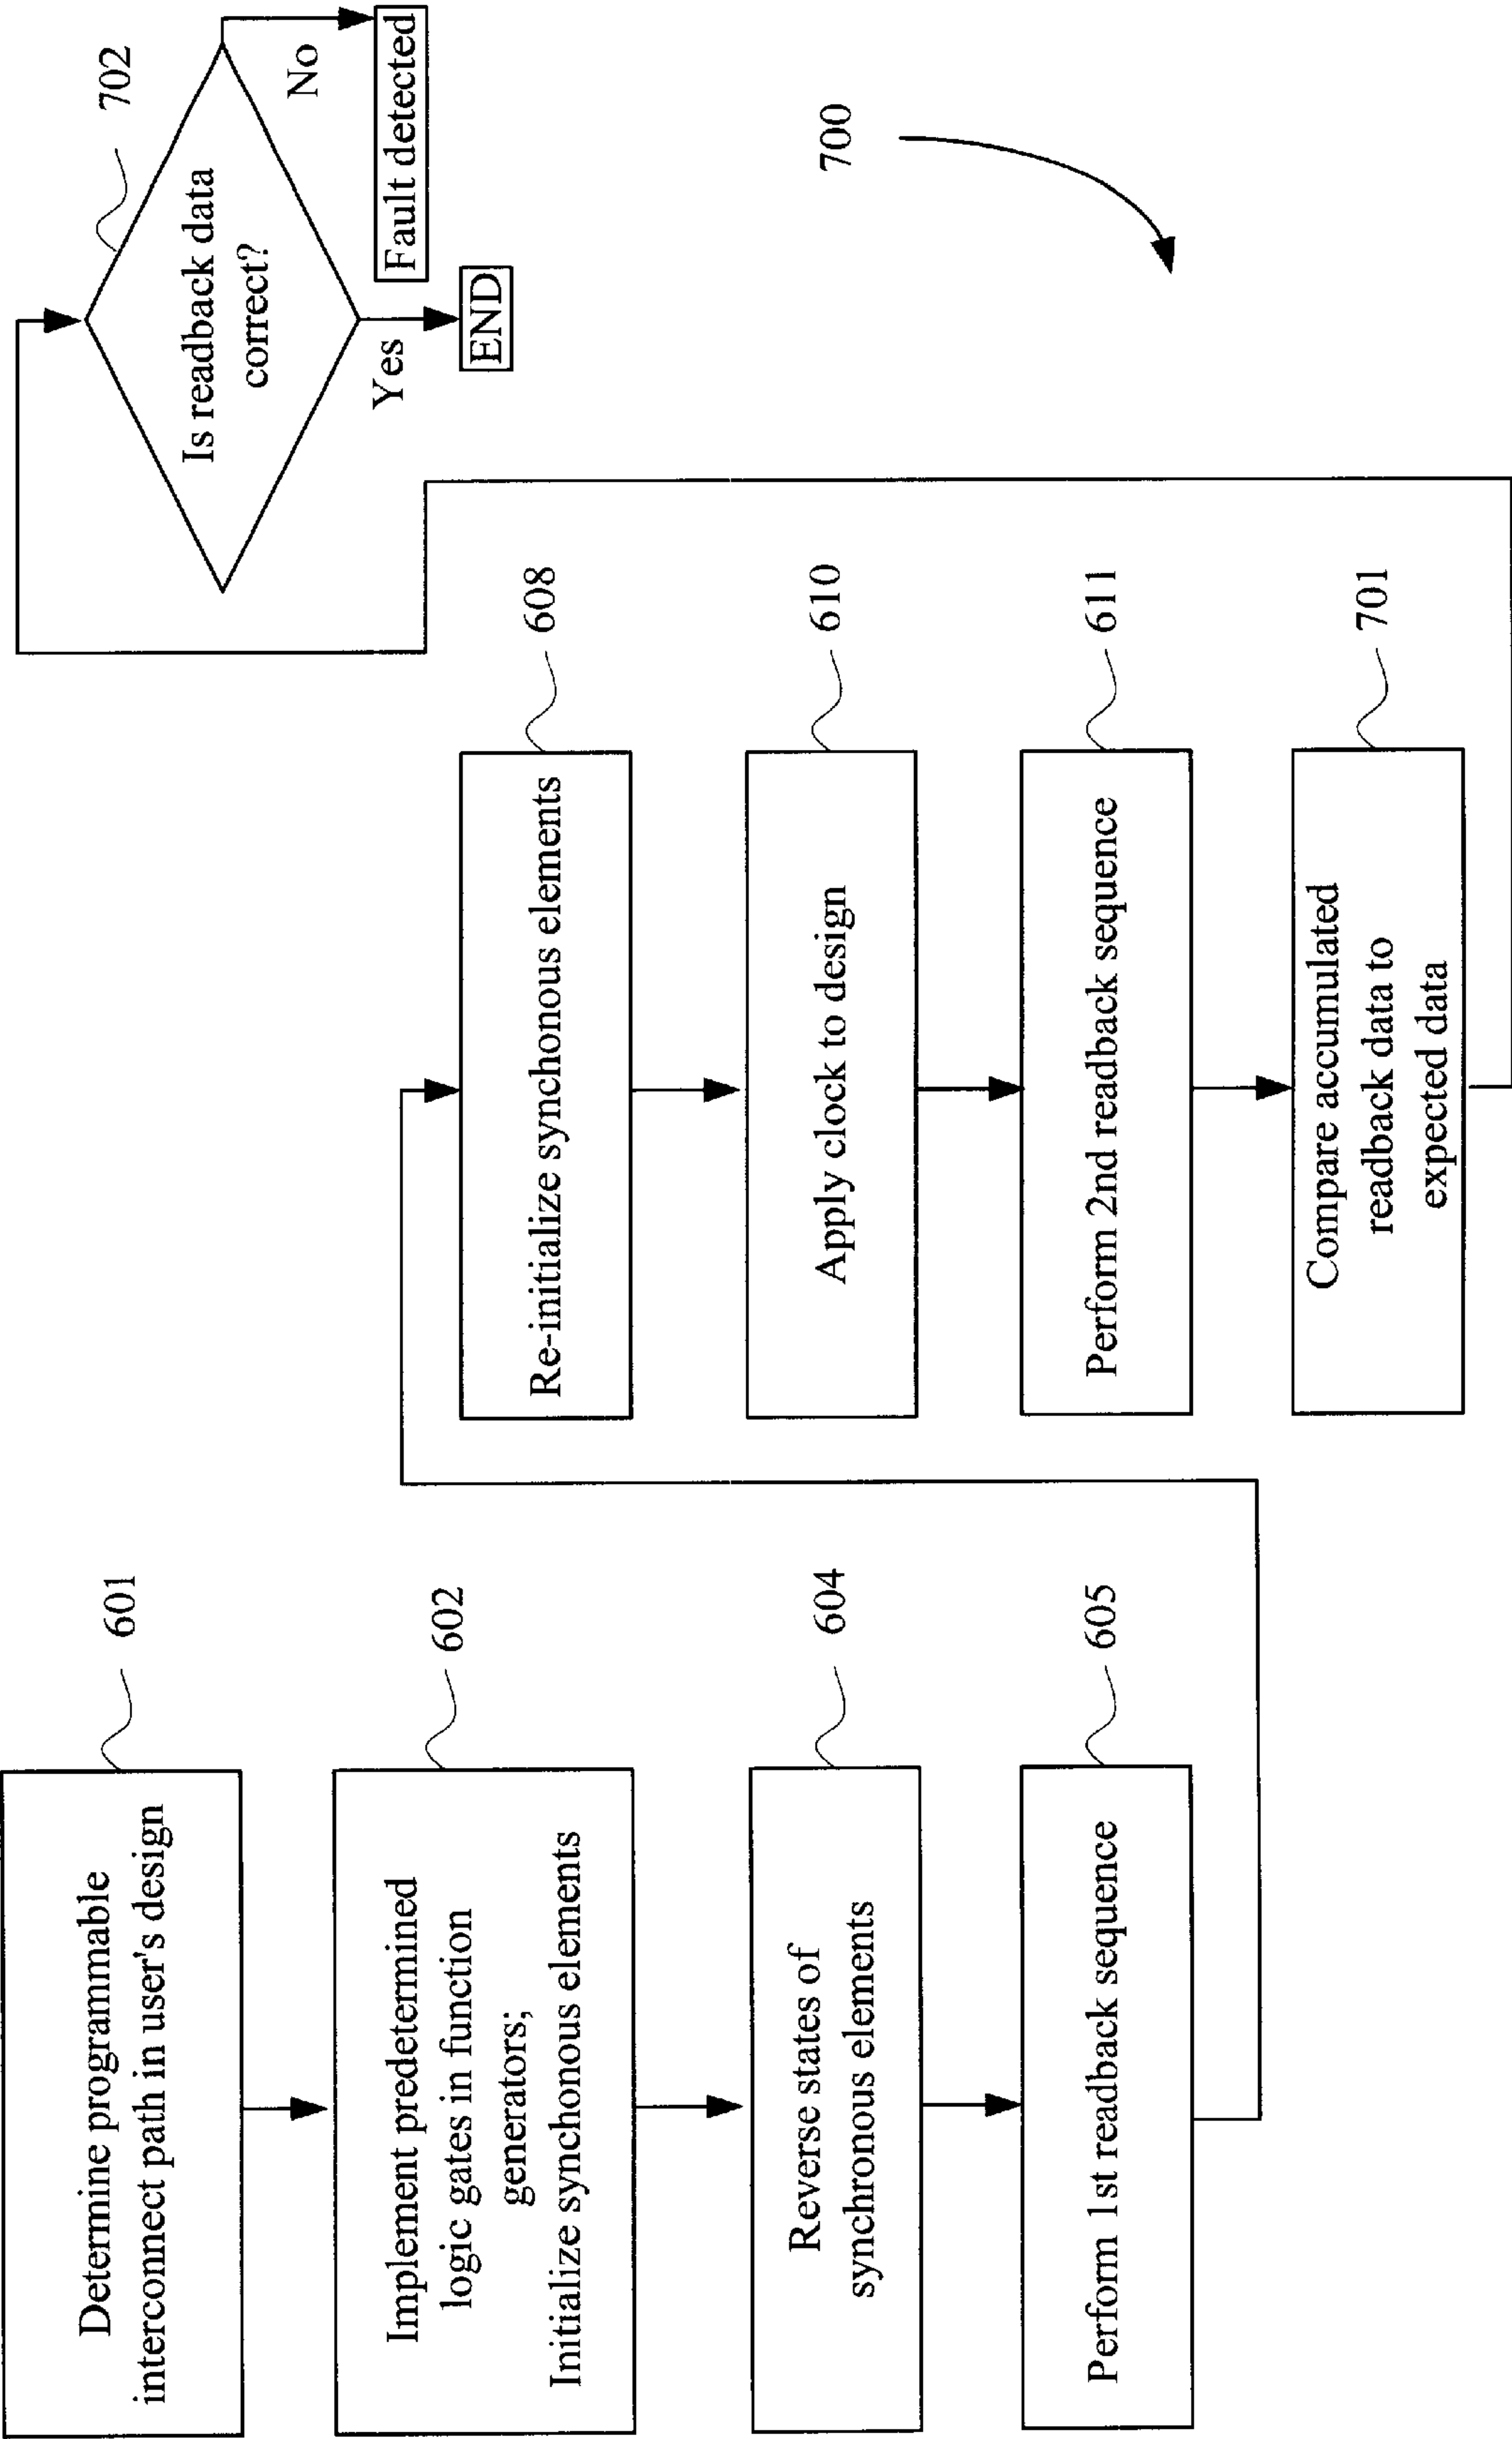 Determine programmable
interconnect path in user's design
601
Implement predetermined
logic gates in function
generators;
Initialize synchonous elements
602
Reverse states of
synchronous elements
604
Perform 1st readback sequence
605
Re-initialize synchonous elements
608
Apply clock to design
610
Perform 2nd readback sequence
611
Compare accumulated
readback data to
expected data
701
Is readback data
correct?
702
No
Fault detected
Yes
END
700